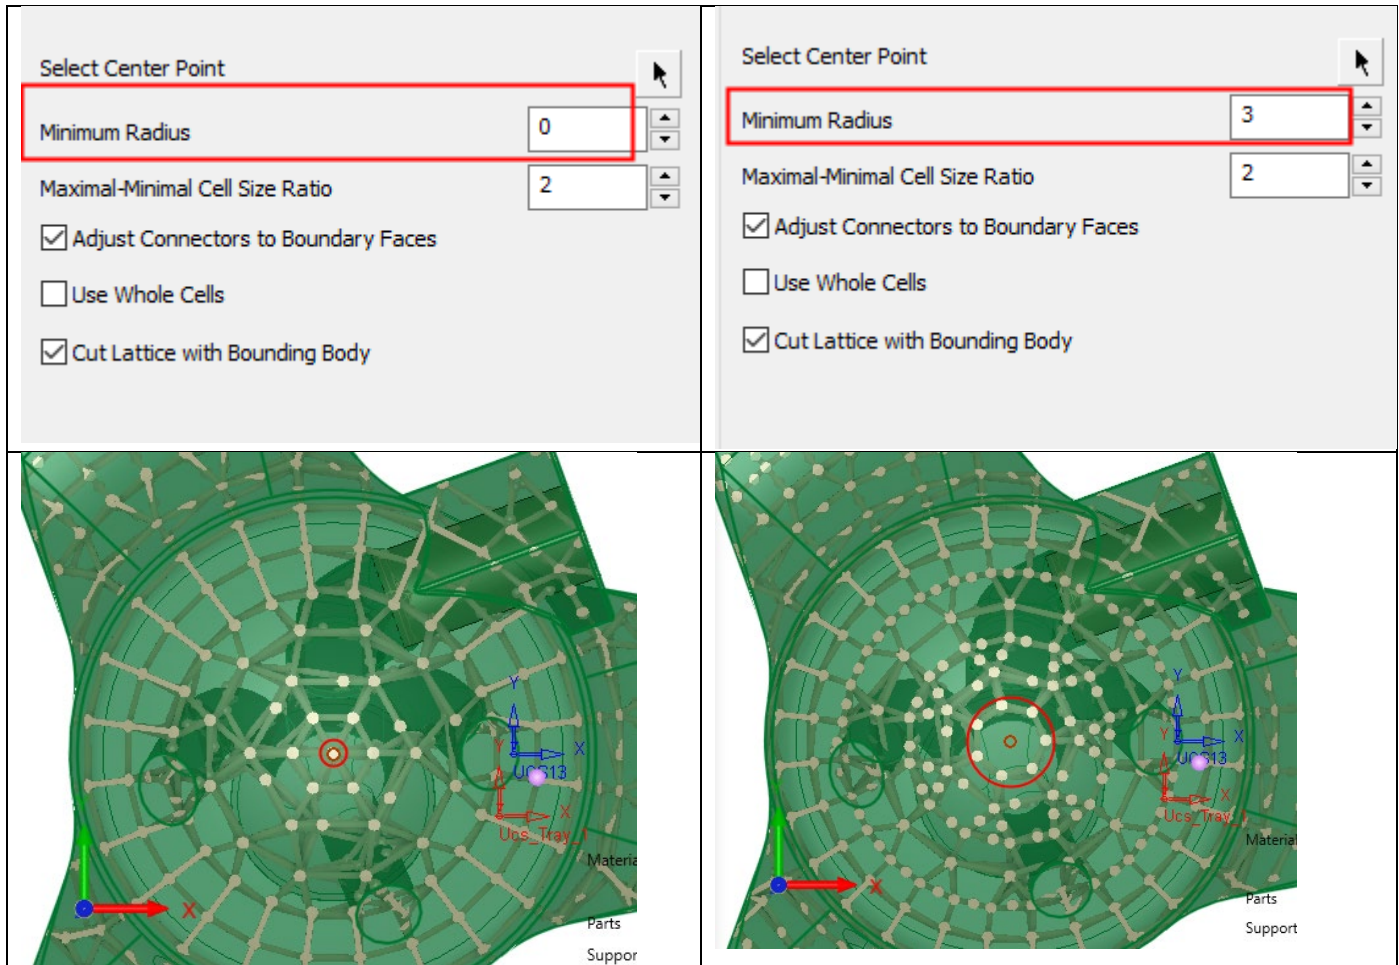 Select Center Point
Minimum Radius 0
Maximal-Minimal Cell Size Ratio 2
Adjust Connectors to Boundary Faces
Use Whole Cells
Cut Lattice with Bounding Body
Select Center Point
Minimum Radius 3
Maximal-Minimal Cell Size Ratio 2
Adjust Connectors to Boundary Faces
Use Whole Cells
Cut Lattice with Bounding Body
Y
X
Y
UCS13
X
Ucs_Tray_1
Materia
X
Parts
Suppor
Y
X
Y
UCS13
X
Ucs_Tray_1
Material
X
Parts
Support